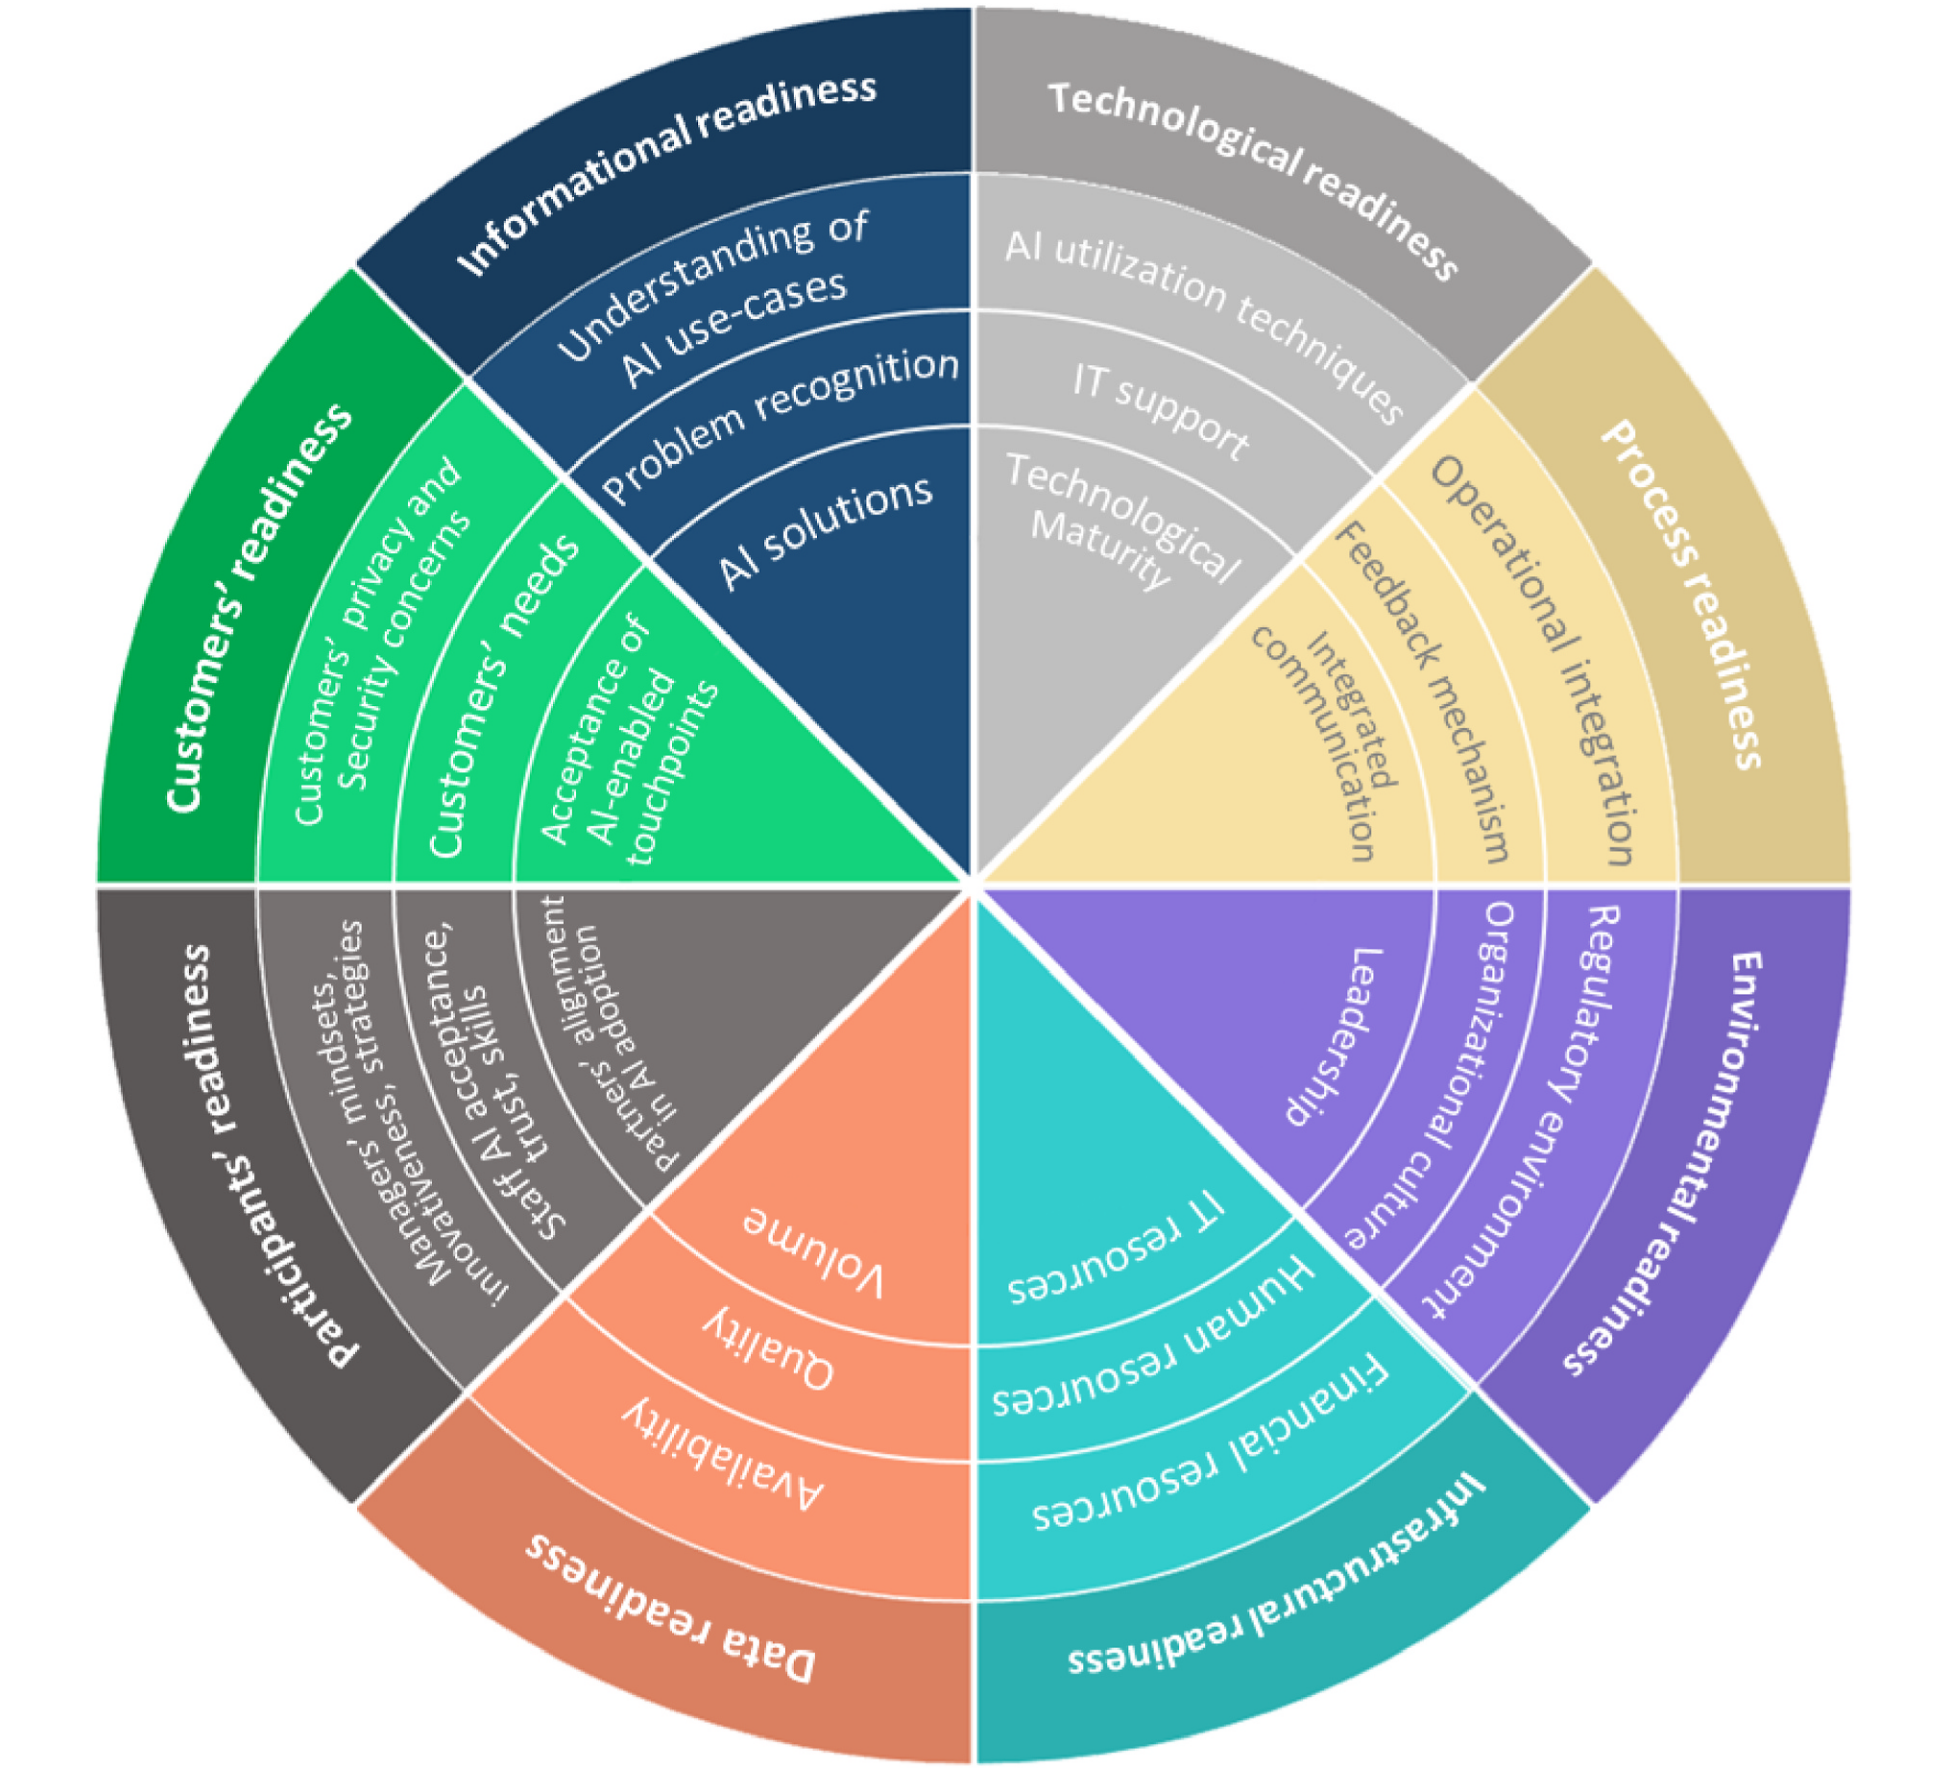 Technological readiness
AI utilization techniques
IT support
Technological
Maturity
Process readiness
Operational integration
Feedback mechanism
Integrated
communication
Environmental readiness
Regulatory environment
Organizational culture
Leadership
Infrastructural readiness
Financial resources
Human resources
IT resources
Data readiness
Availability
Quality
Volume
Participants’ readiness
Managers’ mindsets,
innovativeness, strategies
Staff AI acceptance,
trust, skills
Partners’ alignment
in AI adoption
Customers’ readiness
Customers’ privacy and
Security concerns
Customers’ needs
Acceptance of
AI-enabled
touchpoints
Informational readiness
Understanding of
AI use-cases
Problem recognition
AI solutions